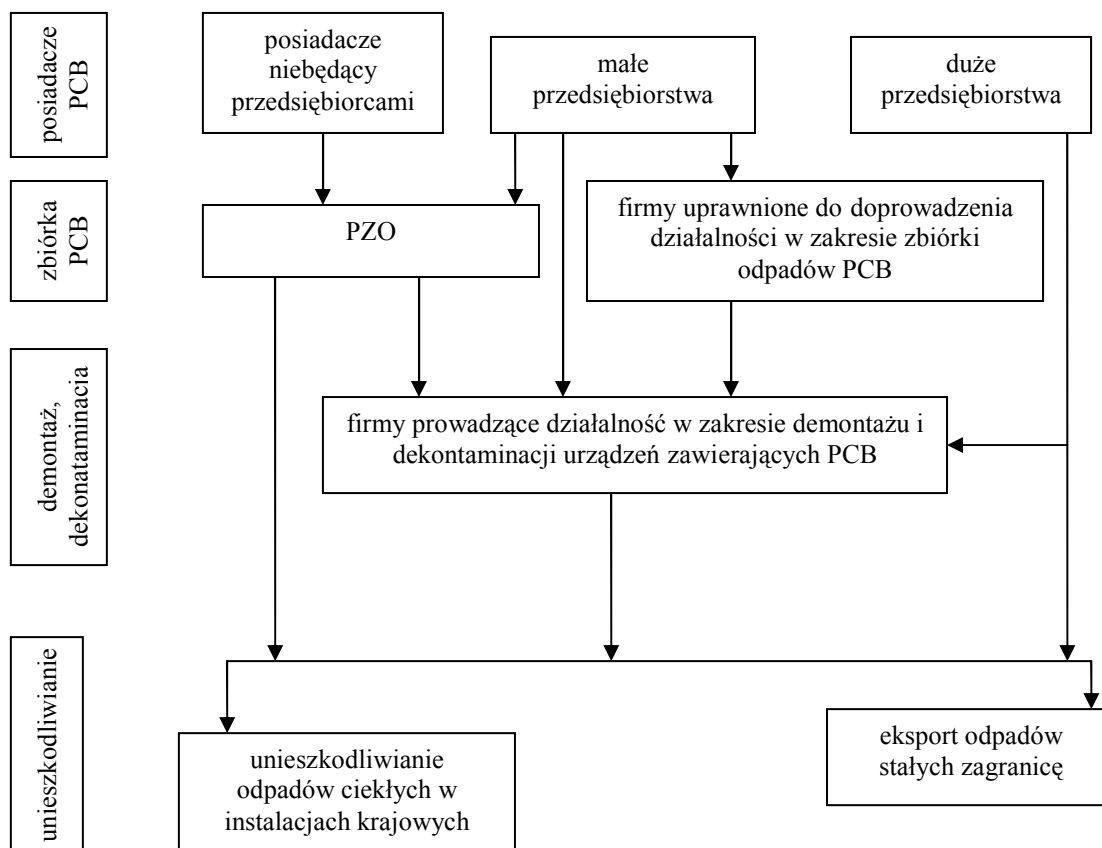 posiadacze
PCB
posiadacze
niebędący
przedsiębiorcami
małe
przedsiębiorstwa
duże
przedsiębiorstwa
zbiórka
PCB
PZO
firmy uprawnione do doprowadzenia
działalności w zakresie zbiórki
odpadów PCB
demontaż,
dekonataminacia
firmy prowadzące działalność w zakresie demontażu i
dekontaminacji urządzeń zawierających PCB
unieszkodliwianie
unieszkodliwianie
odpadów ciekłych w
instalacjach krajowych
eksport odpadów
stałych zagranicę